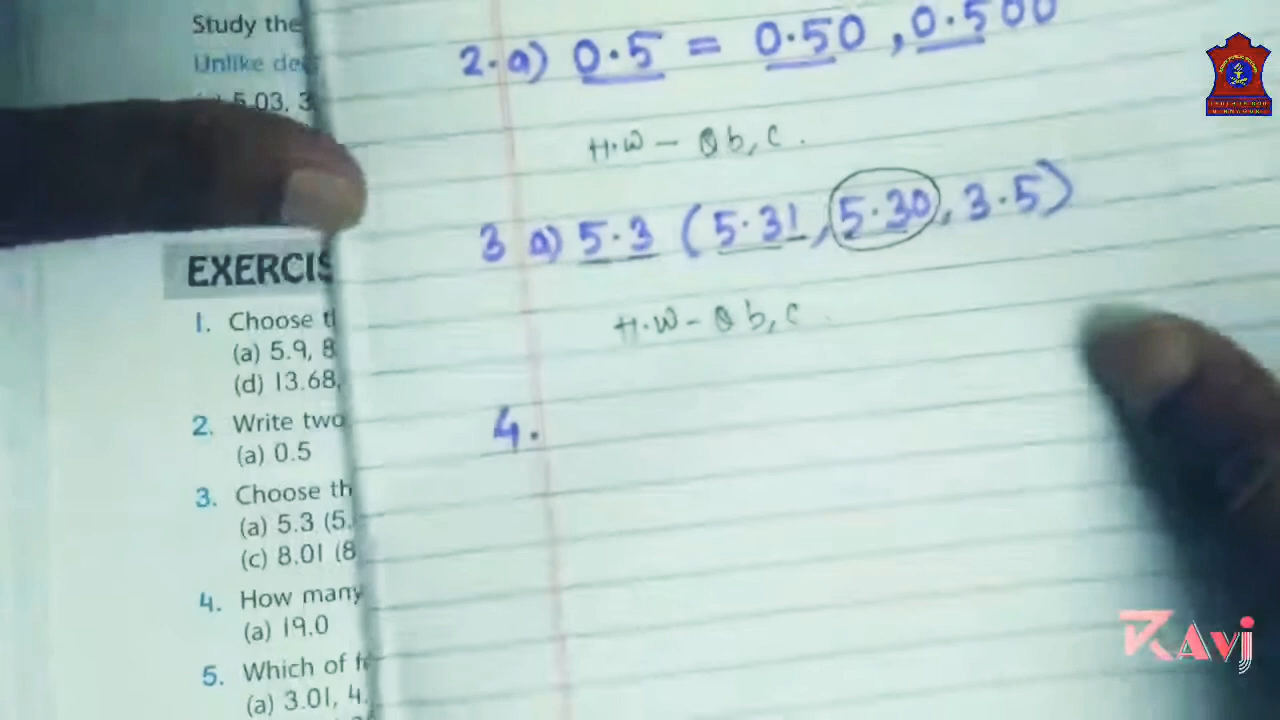 Study the
Unlike de
5.03, 3
EXERCIS
1. Choose t
(a) 5.9, 8
(d) 13.68,
2. Write two
(a) 0.5
3. Choose th
(a) 5.3 (5.
(c) 8.01 (8
4. How many
(a) 19.0
5. Which of
(a) 3.01, 4.
2. a) 0.5 = 0.50, 0.500
H.W - Q b, c.
3 a) 5.3 (5.31, 5.30, 3.5)
H.W - Q b, c.
4.
RAvj